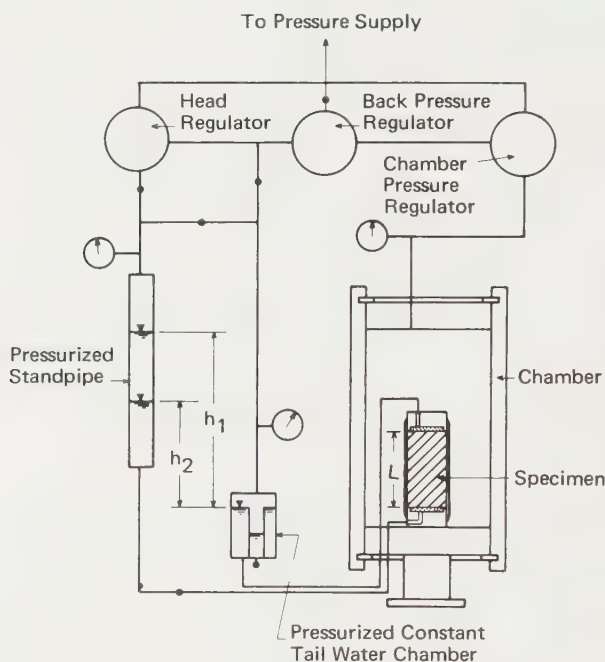 To Pressure Supply
Head
Regulator
Back Pressure
Regulator
Chamber
Pressure
Regulator
Pressurized
Standpipe
h1
h2
L
Chamber
Specimen
Pressurized Constant
Tail Water Chamber